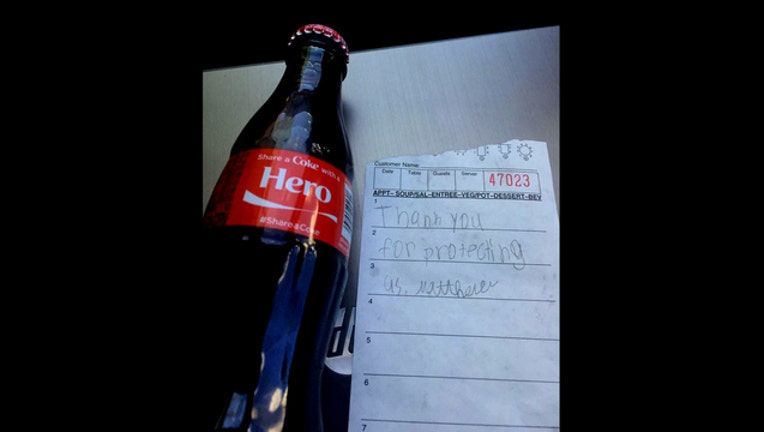 Share a Coke with a
Hero
#ShareaCoke
Customer Name
Date Table Guests Server 47023
APPT-SOUP/SAL-ENTREE-VEG/POT-DESSERT-BEV
1
Thank you
2
for protecting
3
us. Matthew
4
5
6
7